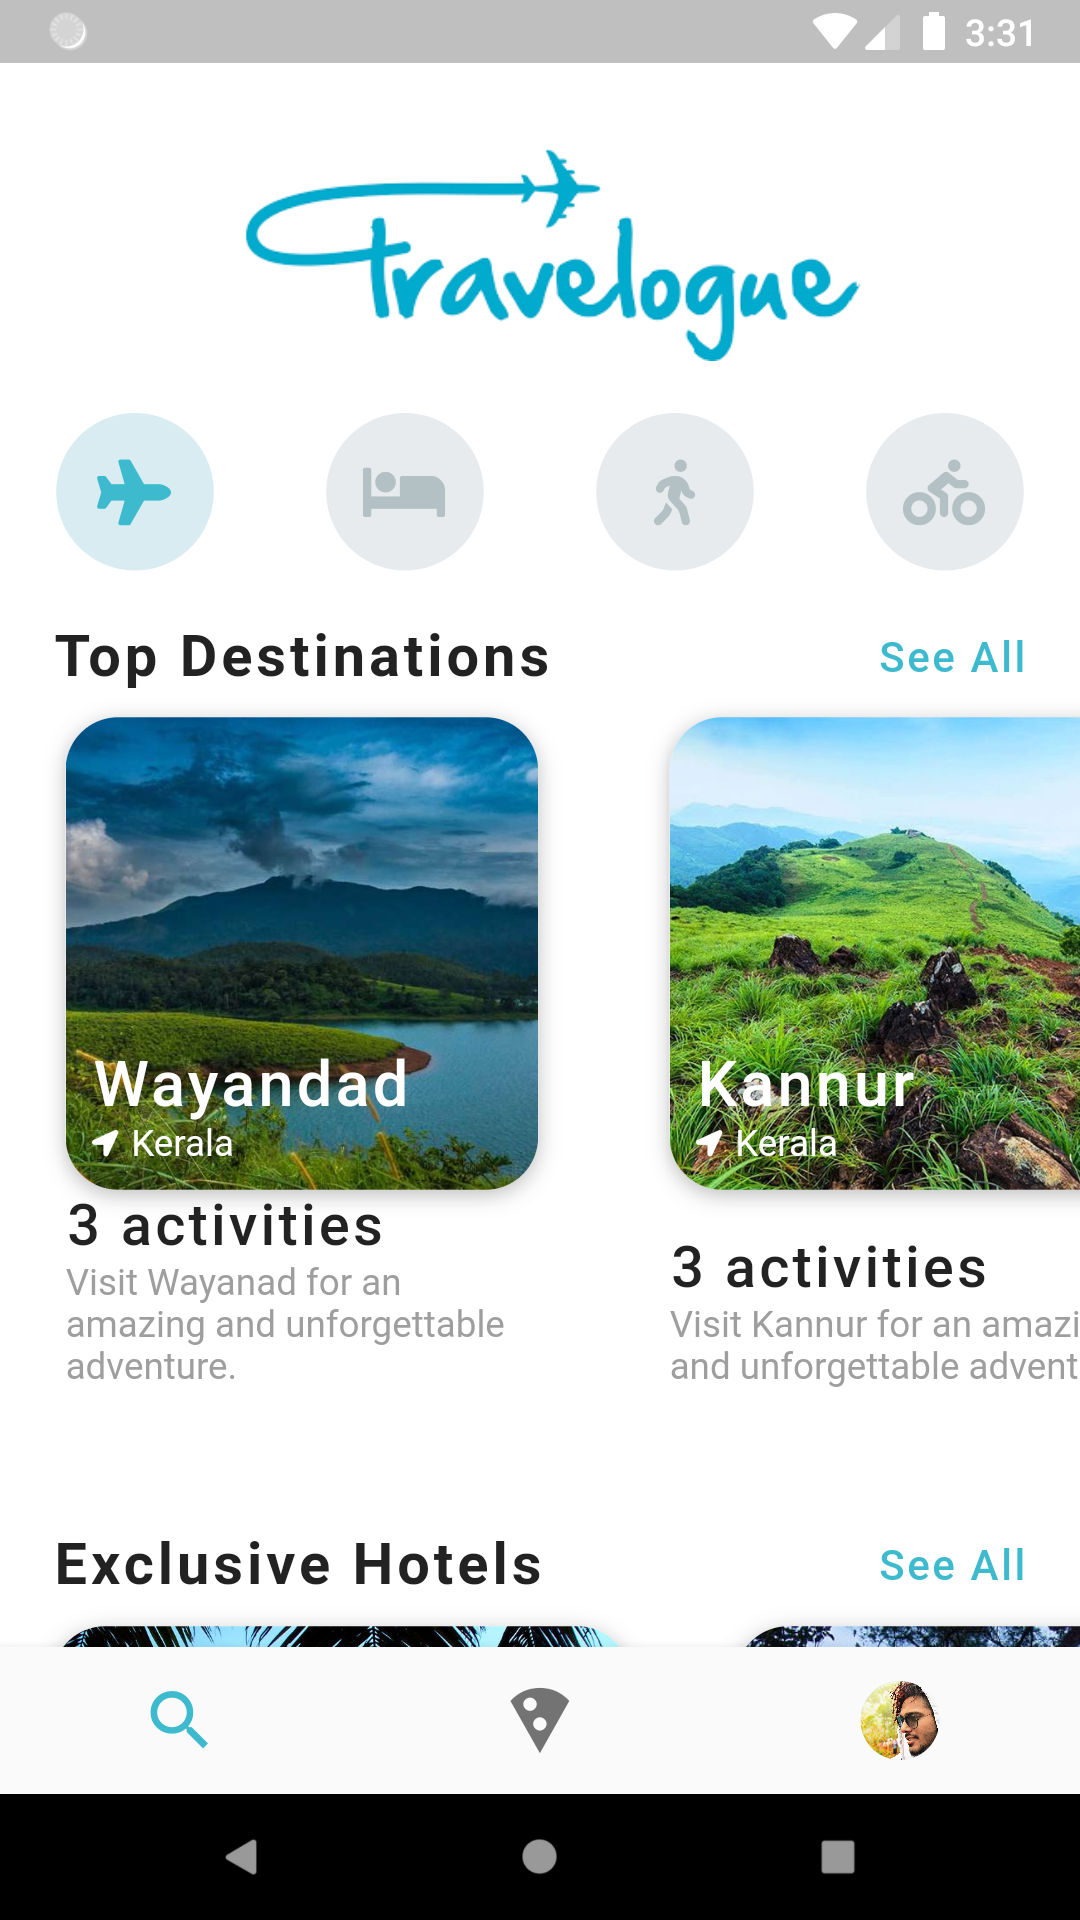 3:31
Travelogue
Top Destinations
See All
Wayandad
Kerala
3 activities
Visit Wayanad for an
amazing and unforgettable
adventure.
Kannur
Kerala
3 activities
Visit Kannur for an amazi
and unforgettable advent
Exclusive Hotels
See All